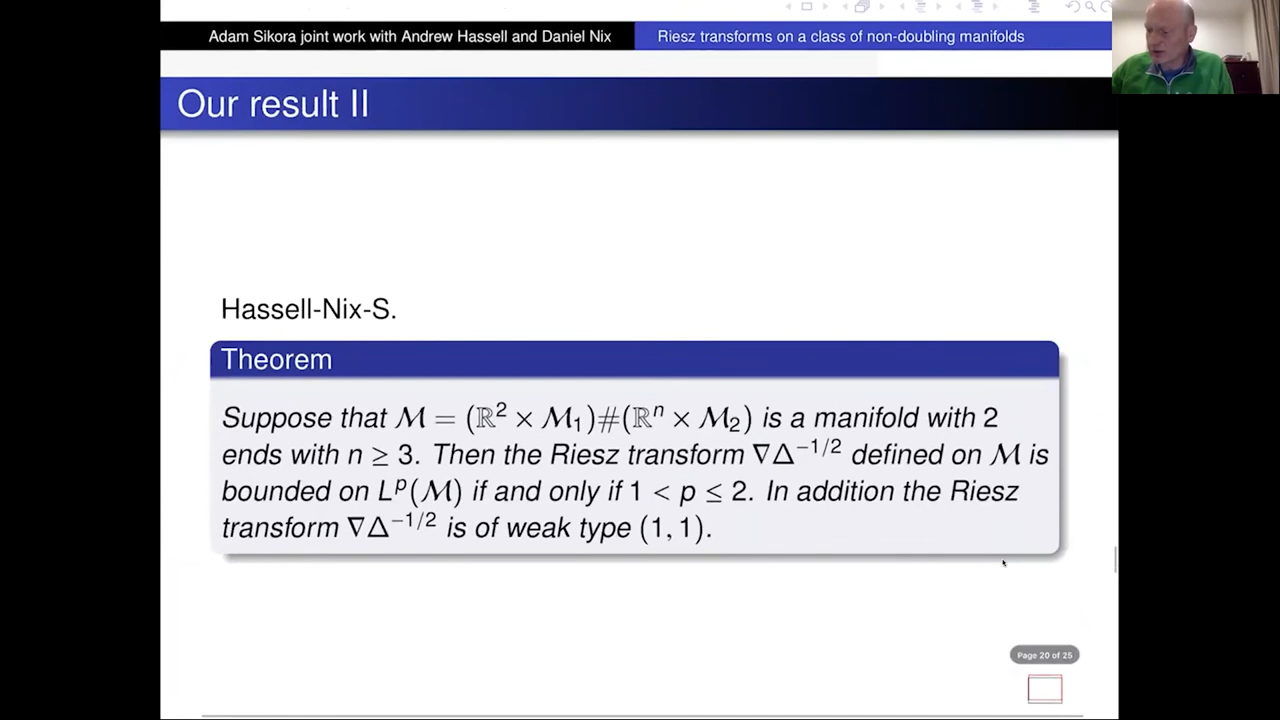 Adam Sikora joint work with Andrew Hassell and Daniel Nix
Riesz transforms on a class of non-doubling manifolds
Our result II
Hassell-Nix-S.
Theorem
Suppose that ℳ = (ℝ² × ℳ₁)#(ℝⁿ × ℳ₂) is a manifold with 2
ends with n ≥ 3. Then the Riesz transform ∇Δ^{−1/2} defined on ℳ is
bounded on Lᵖ(ℳ) if and only if 1 < p ≤ 2. In addition the Riesz
transform ∇Δ^{−1/2} is of weak type (1, 1).
Page 20 of 25